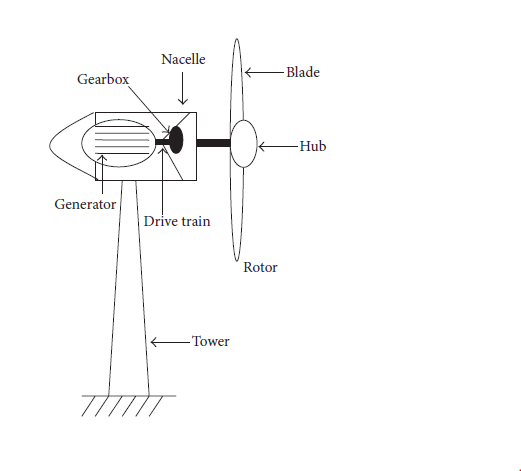 Nacelle
Gearbox
Blade
Hub
Generator
Drive train
Rotor
Tower